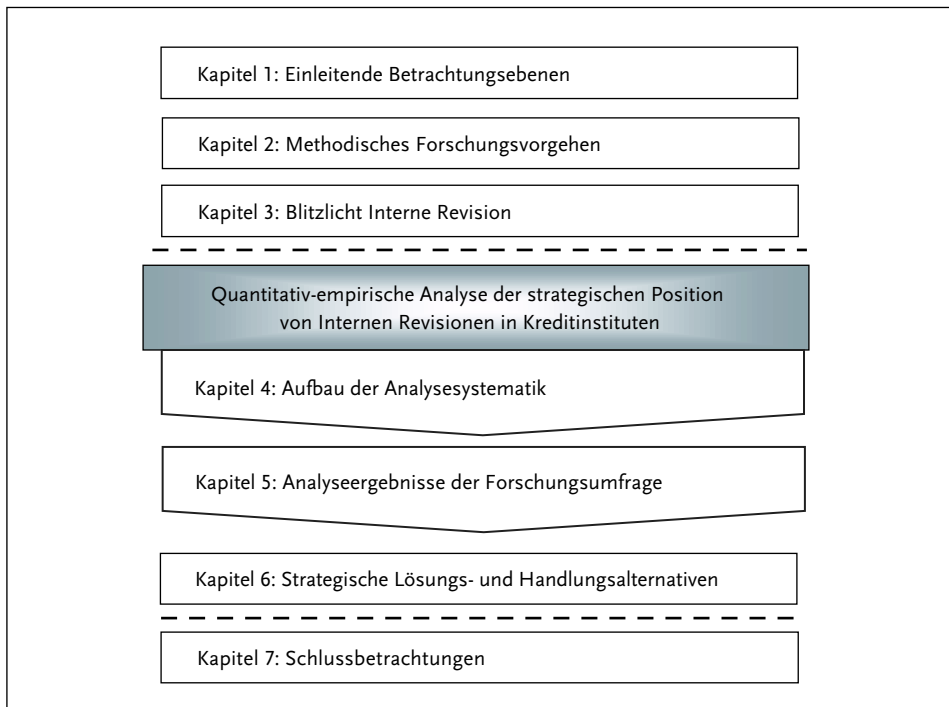 Kapitel 1: Einleitende Betrachtungsebenen
Kapitel 2: Methodisches Forschungsvorgehen
Kapitel 3: Blitzlicht Interne Revision
Quantitativ-empirische Analyse der strategischen Position
von Internen Revisionen in Kreditinstituten
Kapitel 4: Aufbau der Analysesystematik
Kapitel 5: Analyseergebnisse der Forschungsumfrage
Kapitel 6: Strategische Lösungs- und Handlungsalternativen
Kapitel 7: Schlussbetrachtungen